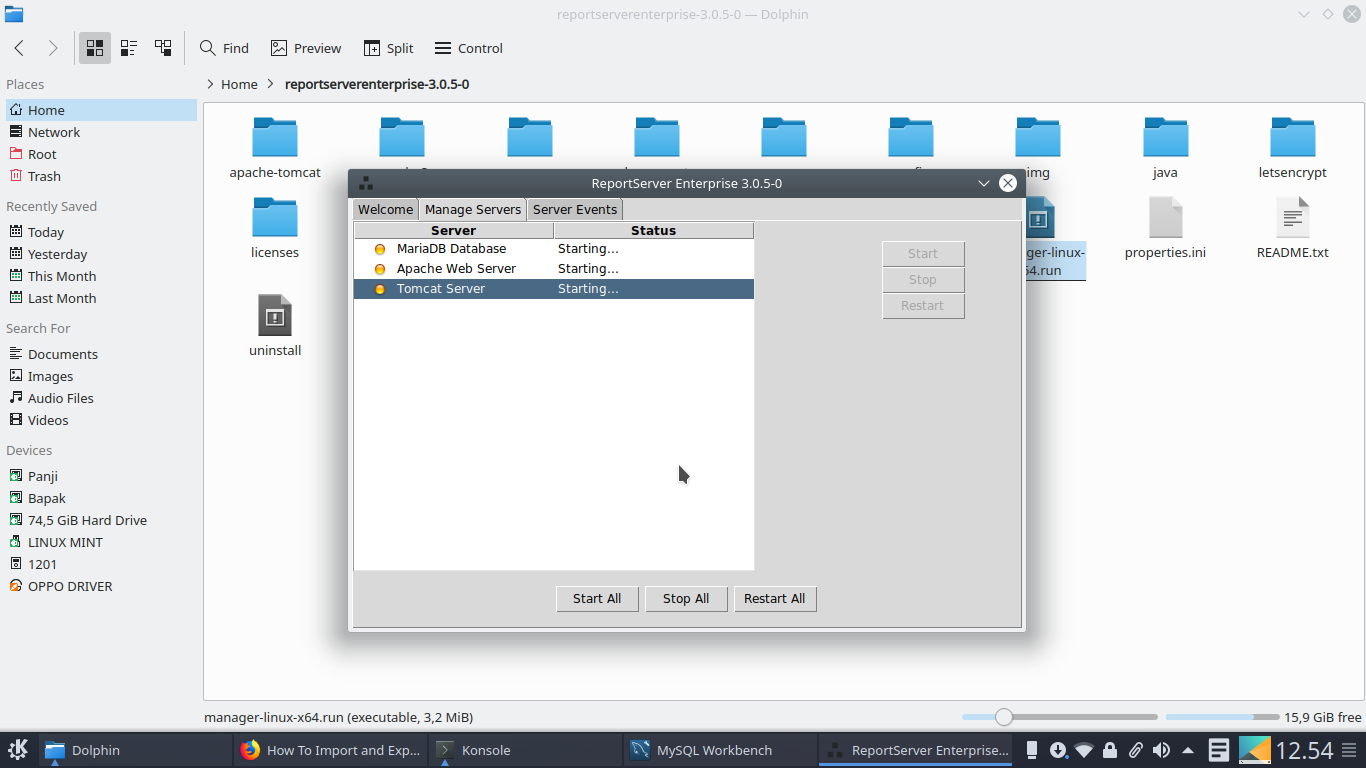 reportserverenterprise-3.0.5-0 — Dolphin
Find
Preview
Split
Control
Places
Home
Network
Root
Trash
Recently Saved
Today
Yesterday
This Month
Last Month
Search For
Documents
Images
Audio Files
Videos
Devices
Panji
Bapak
74,5 GiB Hard Drive
LINUX MINT
1201
OPPO DRIVER
Home
reportserverenterprise-3.0.5-0
apache-tomcat
img
java
letsencrypt
licenses
ger-linux-
64.run
properties.ini
README.txt
uninstall
ReportServer Enterprise 3.0.5-0
Welcome
Manage Servers
Server Events
Server Status
MariaDB Database Starting...
Apache Web Server Starting...
Tomcat Server Starting...
Start
Stop
Restart
Start All
Stop All
Restart All
manager-linux-x64.run (executable, 3,2 MiB)
15,9 GiB free
Dolphin
How To Import and Exp...
Konsole
MySQL Workbench
ReportServer Enterprise...
12.54